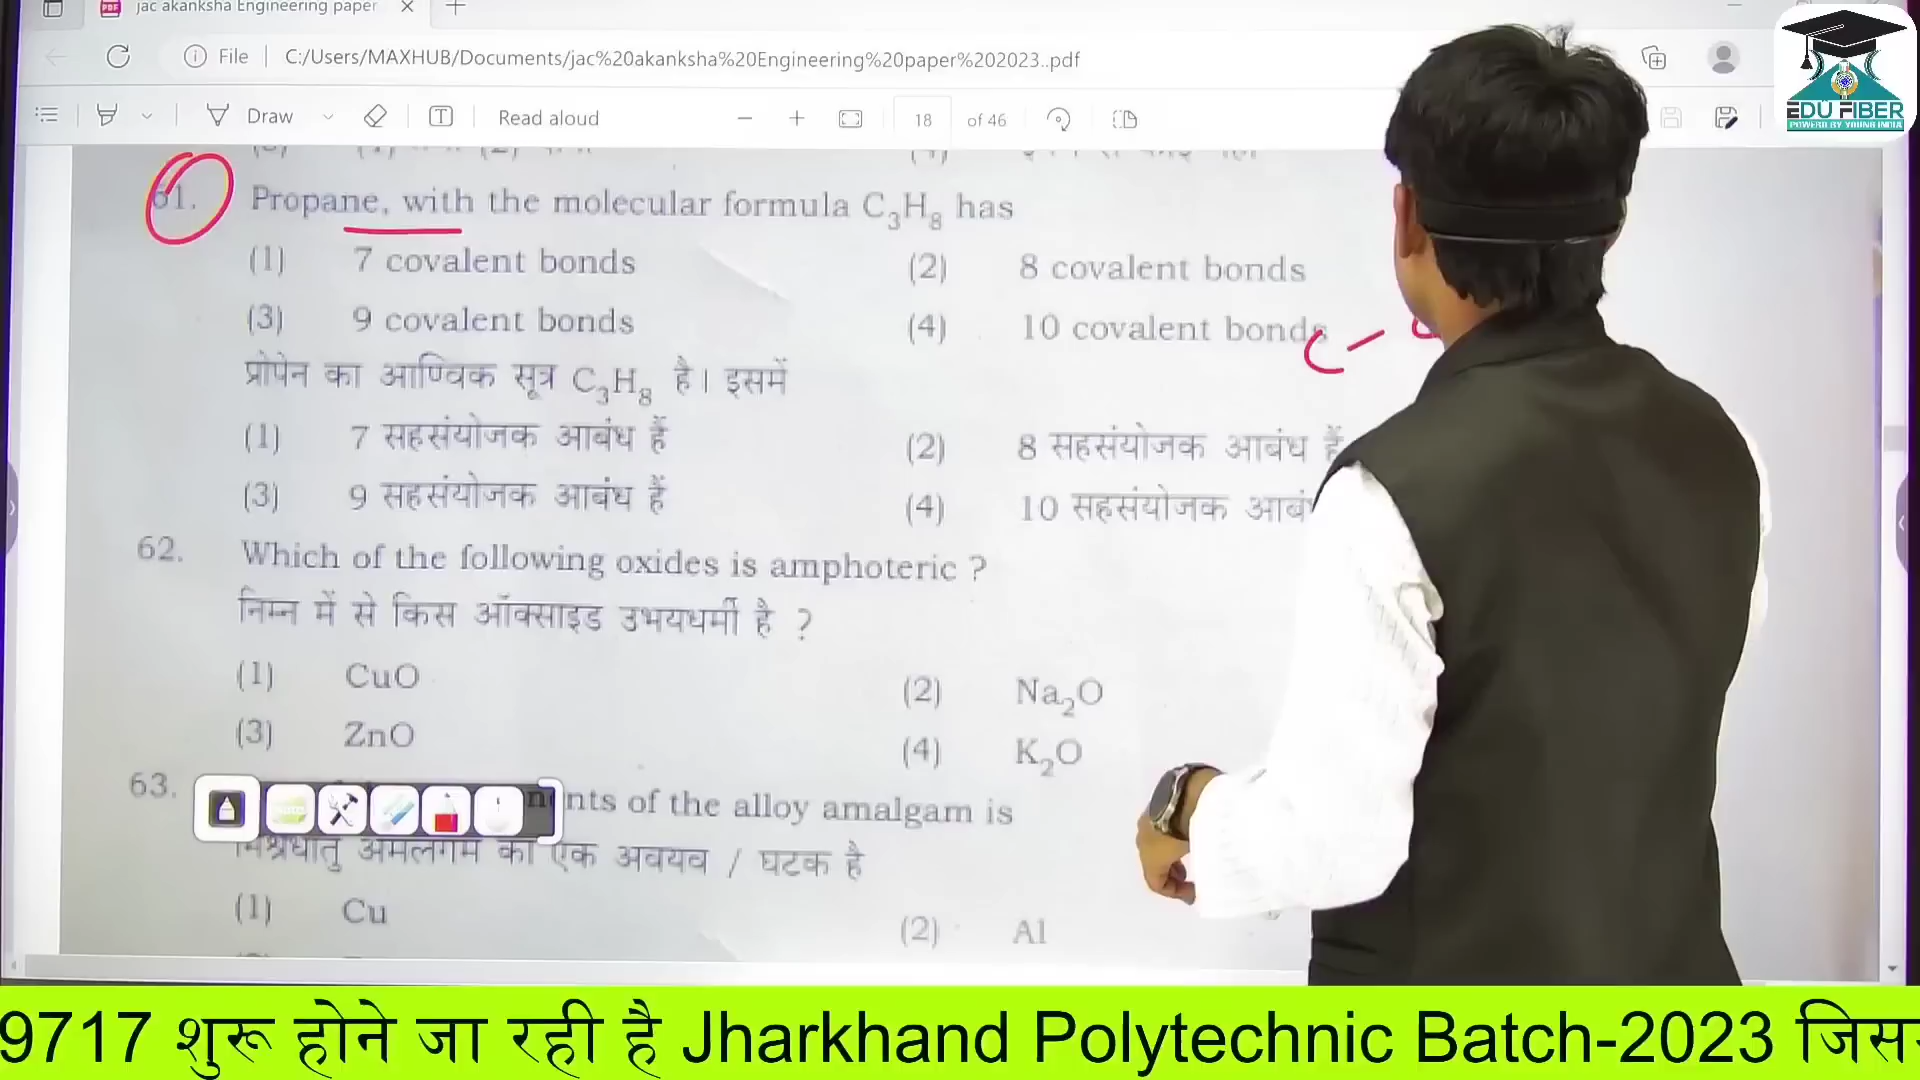 jac akanksha Engineering paper
File
C:/Users/MAXHUB/Documents/jac%20akanksha%20Engineering%20paper%202023..pdf
Draw
Read aloud
18 of 46
EDU FIBER
POWERED BY YOUNG INDIA
61. Propane, with the molecular formula C₃H₈ has
(1) 7 covalent bonds (2) 8 covalent bonds
(3) 9 covalent bonds (4) 10 covalent bonds
C -
प्रोपेन का आण्विक सूत्र C₃H₈ है। इसमें
(1) 7 सहसंयोजक आबंध हैं (2) 8 सहसंयोजक आबंध हैं
(3) 9 सहसंयोजक आबंध हैं (4) 10 सहसंयोजक
62. Which of the following oxides is amphoteric ?
निम्न में से किस ऑक्साइड उभयधर्मी है ?
(1) CuO (2) Na₂O
(3) ZnO (4) K₂O
63. nts of the alloy amalgam is
मिश्रधातु अमलगम का एक अवयव / घटक है
(1) Cu (2) Al
9717 शुरू होने जा रही है Jharkhand Polytechnic Batch-2023